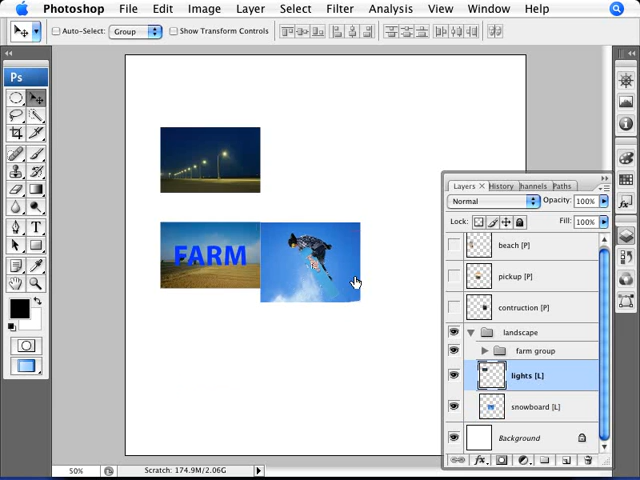 Photoshop File Edit Image Layer Select Filter Analysis View Window Help
Auto-Select: Group Show Transform Controls
Ps
T
FARM
Layers × History hannels Paths
Normal Opacity: 100%
Lock: Fill: 100%
beach [P]
pickup [P]
contruction [P]
landscape
farm group
lights [L]
snowboard [L]
Background
fx
50% Scratch: 174.9M/2.06G